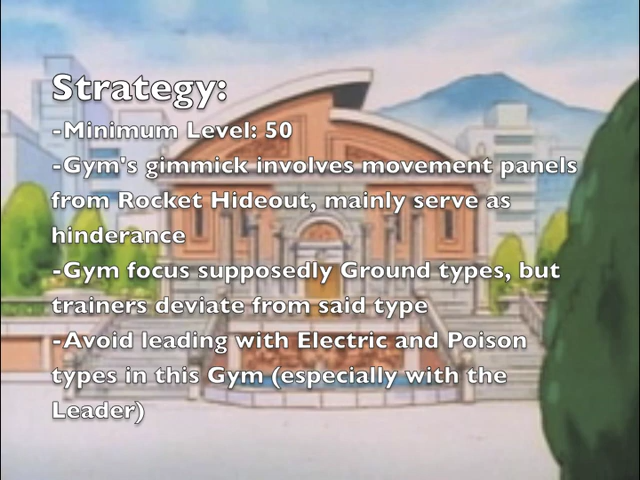 Strategy:
-Minimum Level: 50
-Gym's gimmick involves movement panels
from Rocket Hideout, mainly serve as
hinderance
-Gym focus supposedly Ground types, but
trainers deviate from said type
-Avoid leading with Electric and Poison
types in this Gym (especially with the
Leader)